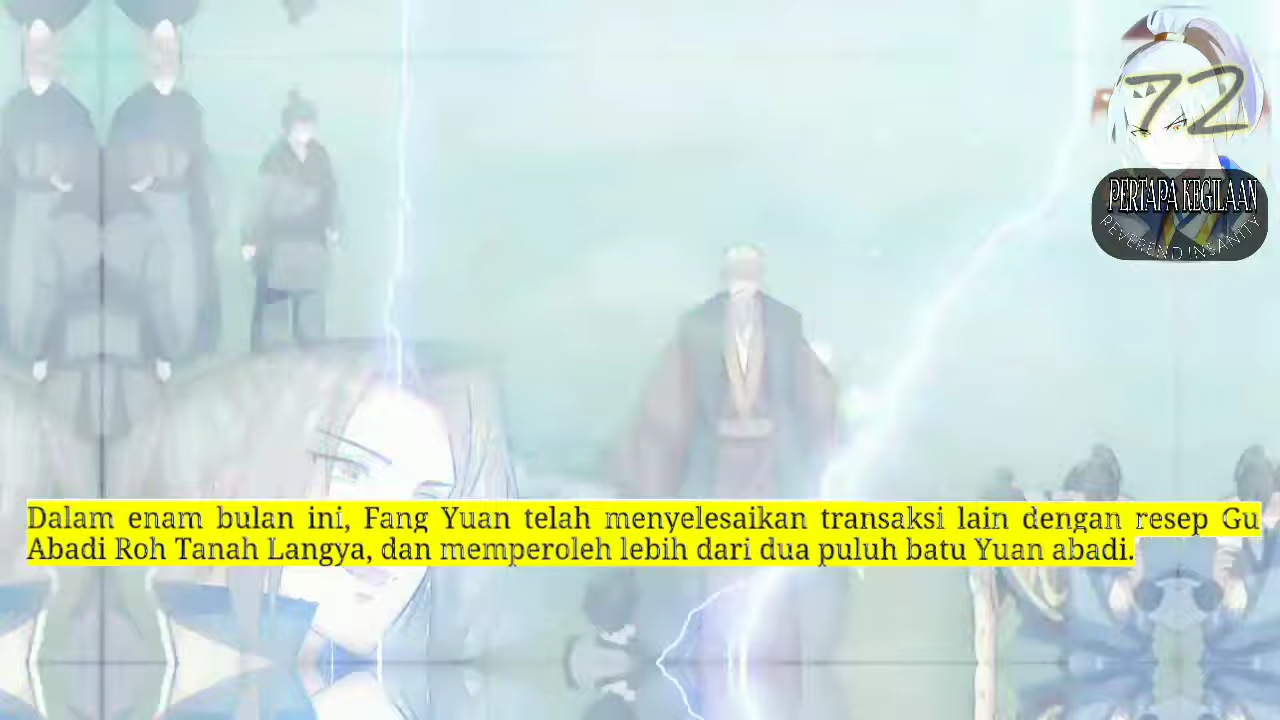 72
PERTAPA KEGILAAN
REVEREND INSANITY
Dalam enam bulan ini, Fang Yuan telah menyelesaikan transaksi lain dengan resep Gu
Abadi Roh Tanah Langya, dan memperoleh lebih dari dua puluh batu Yuan abadi.